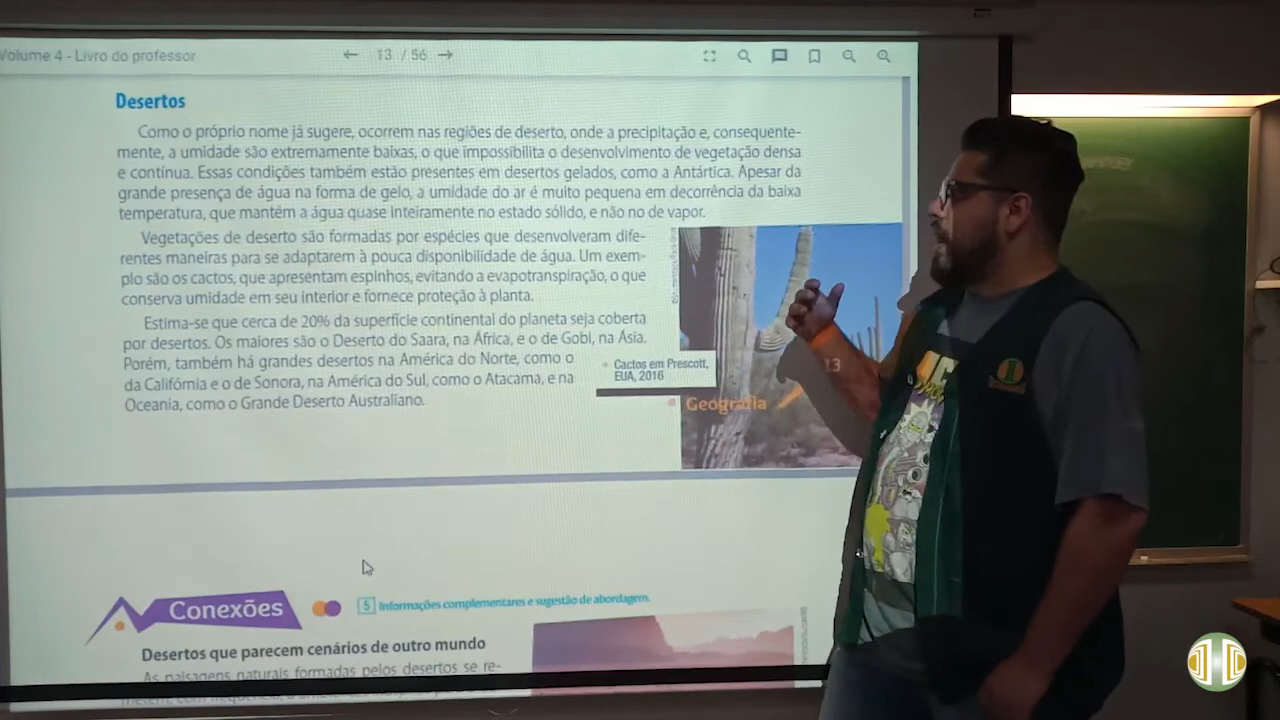 Volume 4 - Livro do professor
13 / 56
Desertos
Como o próprio nome já sugere, ocorrem nas regiões de deserto, onde a precipitação e, consequente-
mente, a umidade são extremamente baixas, o que impossibilita o desenvolvimento de vegetação densa
e contínua. Essas condições também estão presentes em desertos gelados, como a Antártica. Apesar da
grande presença de água na forma de gelo, a umidade do ar é muito pequena em decorrência da baixa
temperatura, que mantém a água quase inteiramente no estado sólido, e não no de vapor.
Vegetações de deserto são formadas por espécies que desenvolveram dife-
rentes maneiras para se adaptarem à pouca disponibilidade de água. Um exem-
plo são os cactos, que apresentam espinhos, evitando a evapotranspiração, o que
conserva umidade em seu interior e fornece proteção à planta.
Estima-se que cerca de 20% da superfície continental do planeta seja coberta
por desertos. Os maiores são o Deserto do Saara, na África, e o de Gobi, na Ásia.
Porém, também há grandes desertos na América do Norte, como o
da Califórnia e o de Sonora, na América do Sul, como o Atacama, e na
Oceania, como o Grande Deserto Australiano.
Cactos em Prescott,
EUA, 2016
13
Geografia
Conexões
5 Informações complementares e sugestão de abordagem.
Desertos que parecem cenários de outro mundo
As paisagens naturais formadas pelos desertos se re-